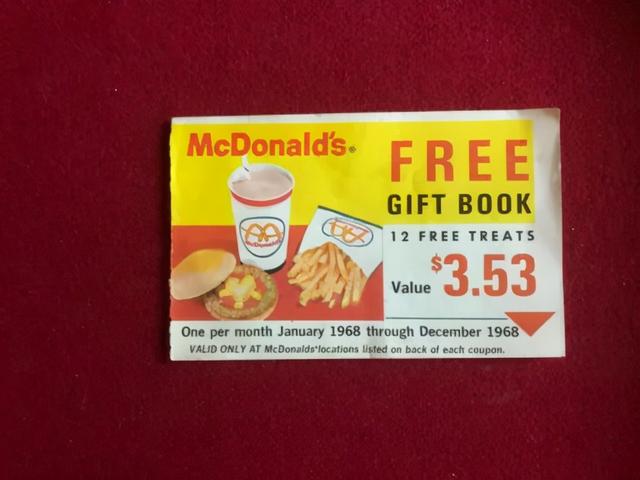 McDonald's®
FREE
GIFT BOOK
12 FREE TREATS
Value $3.53
McDonald's
One per month January 1968 through December 1968
VALID ONLY AT McDonalds' locations listed on back of each coupon.